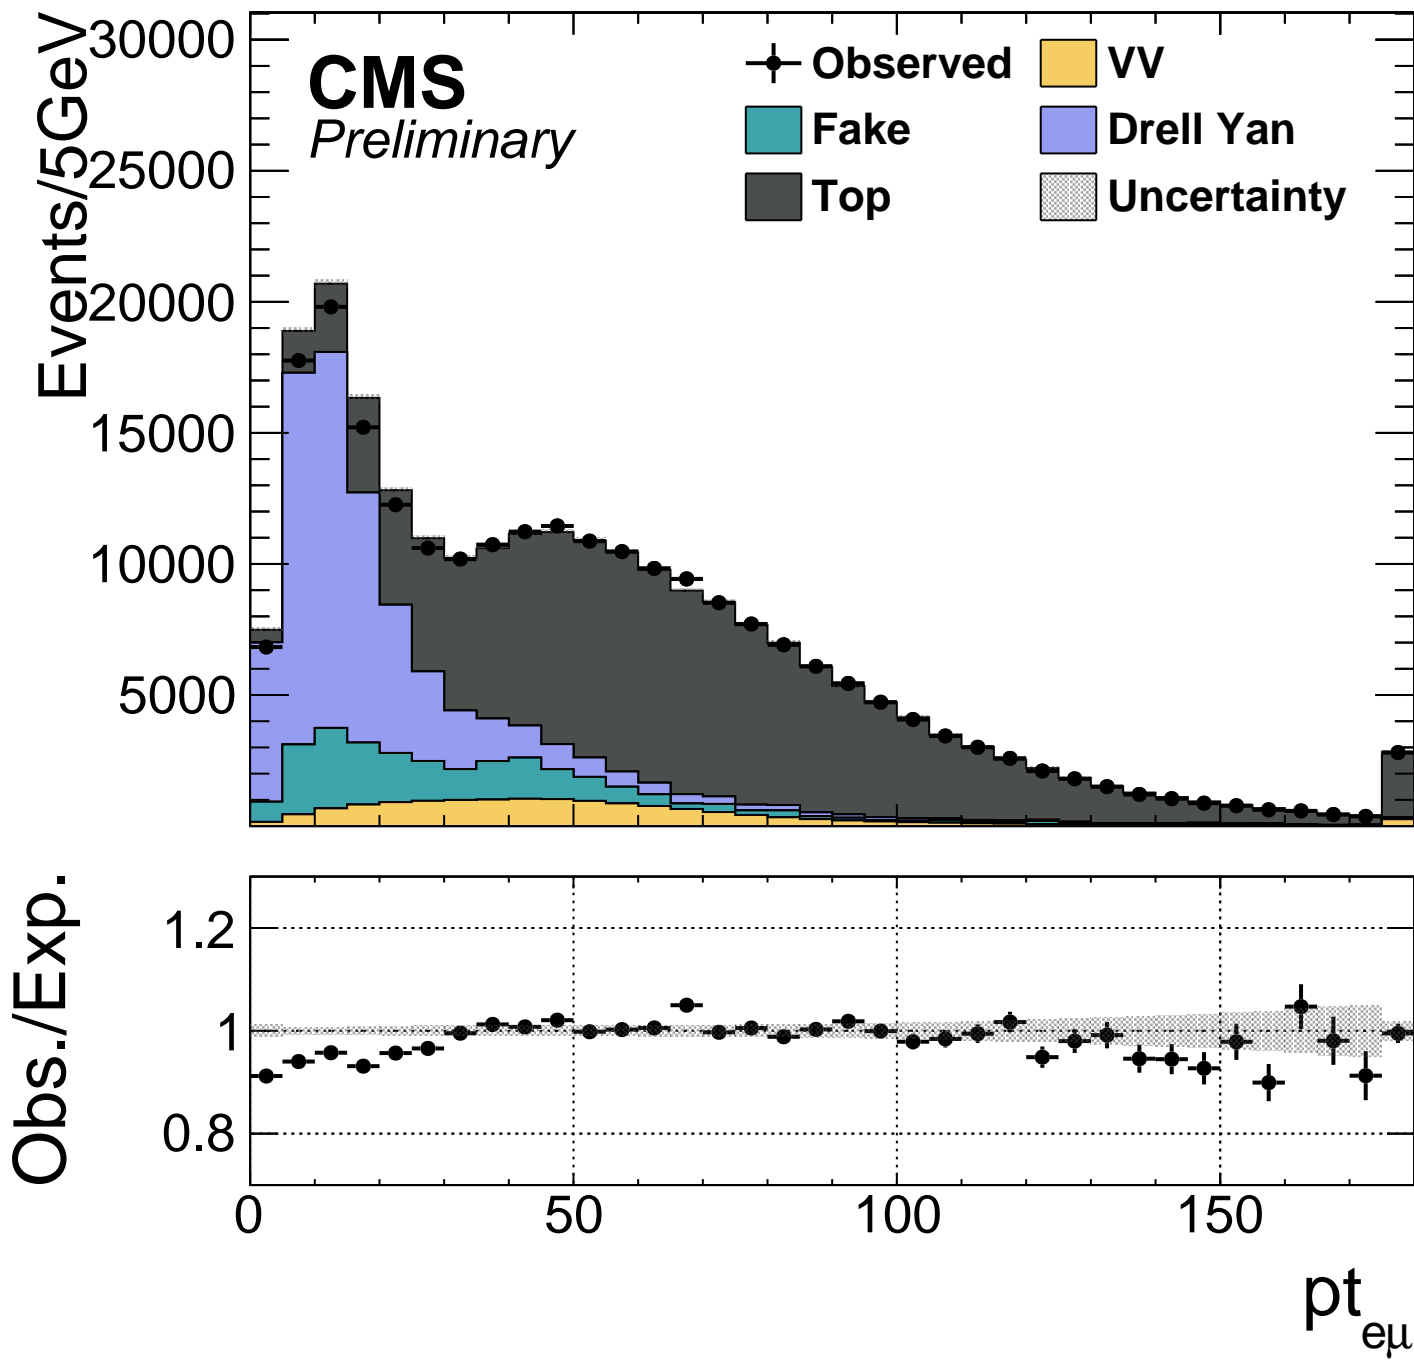 Events/5GeV
30000
25000
20000
15000
10000
5000
CMS
Preliminary
Observed
VV
Fake
Drell Yan
Top
Uncertainty
Obs./Exp.
1.2
1
0.8
0 50 100 150
pt eμ